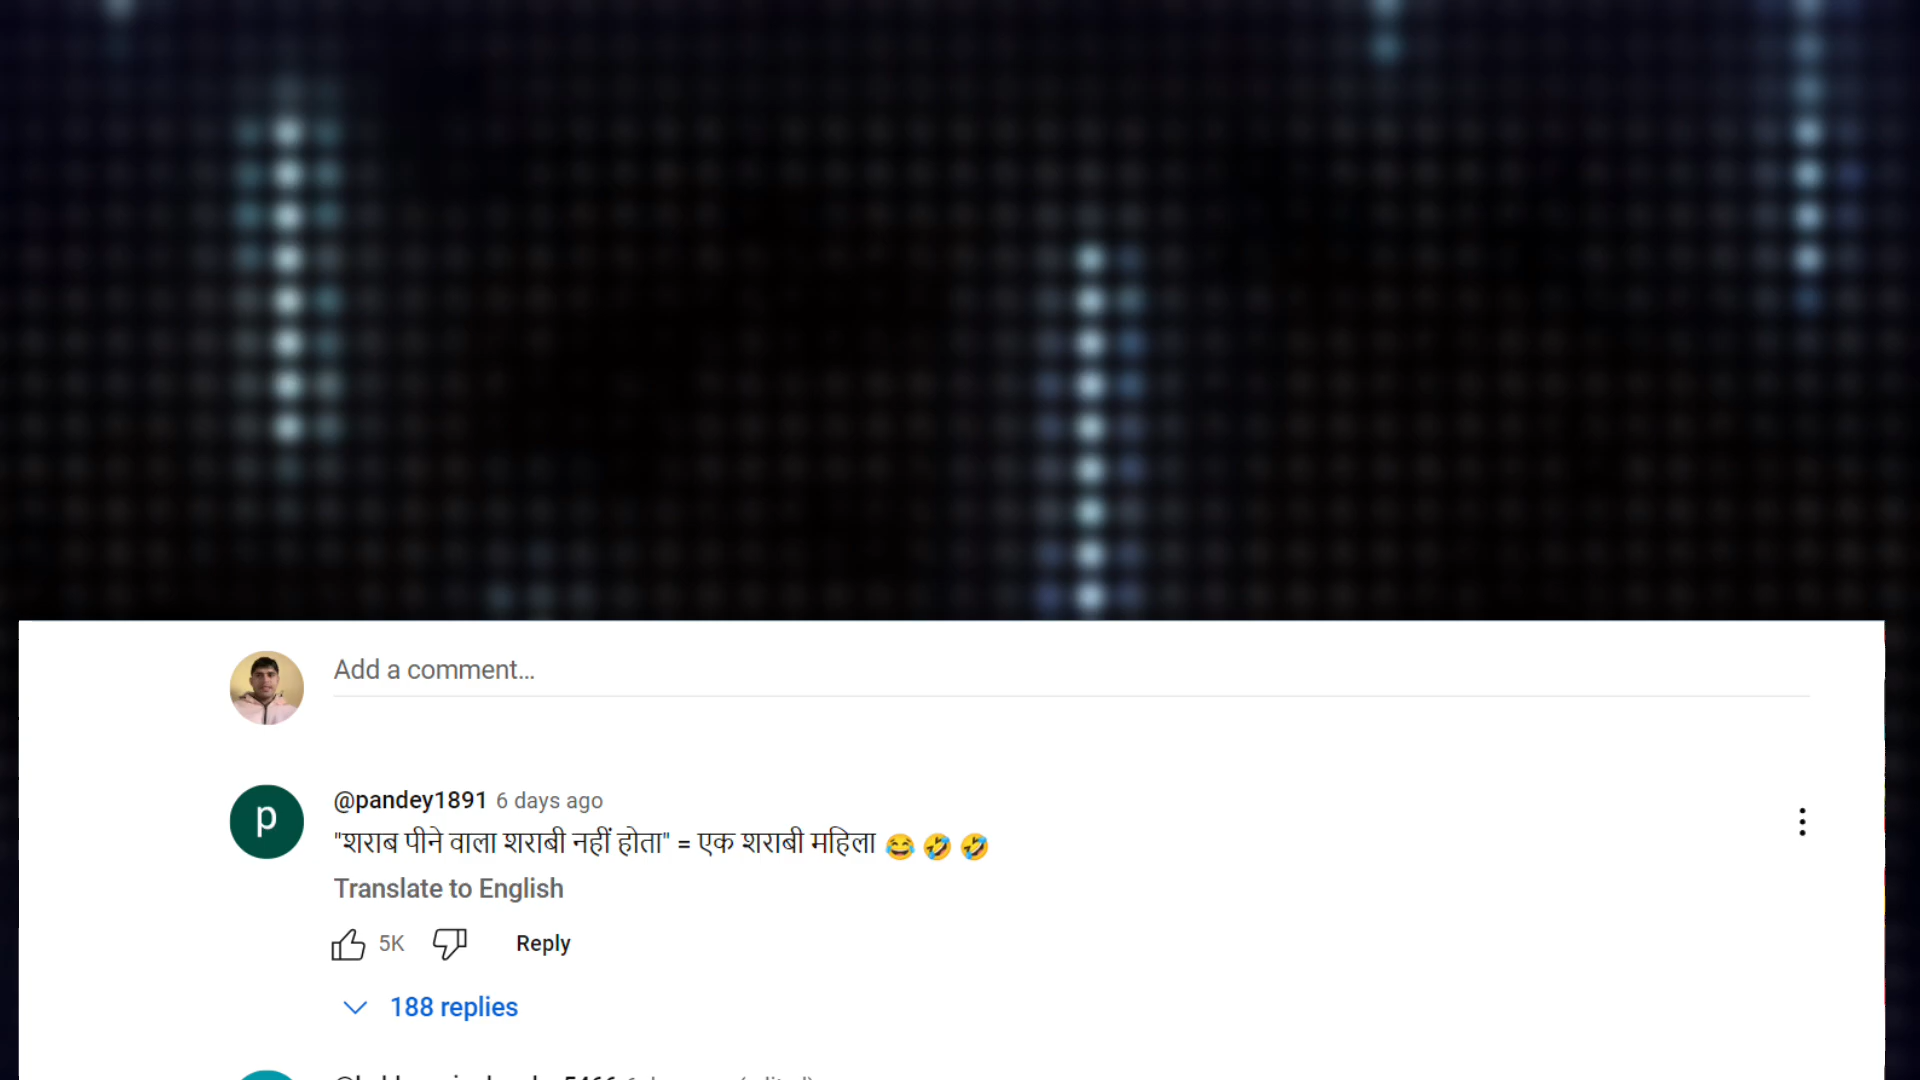 Add a comment...
@pandey1891 6 days ago
"शराब पीने वाला शराबी नहीं होता" = एक शराबी महिला 😂 🤣 🤣
Translate to English
5K Reply
188 replies